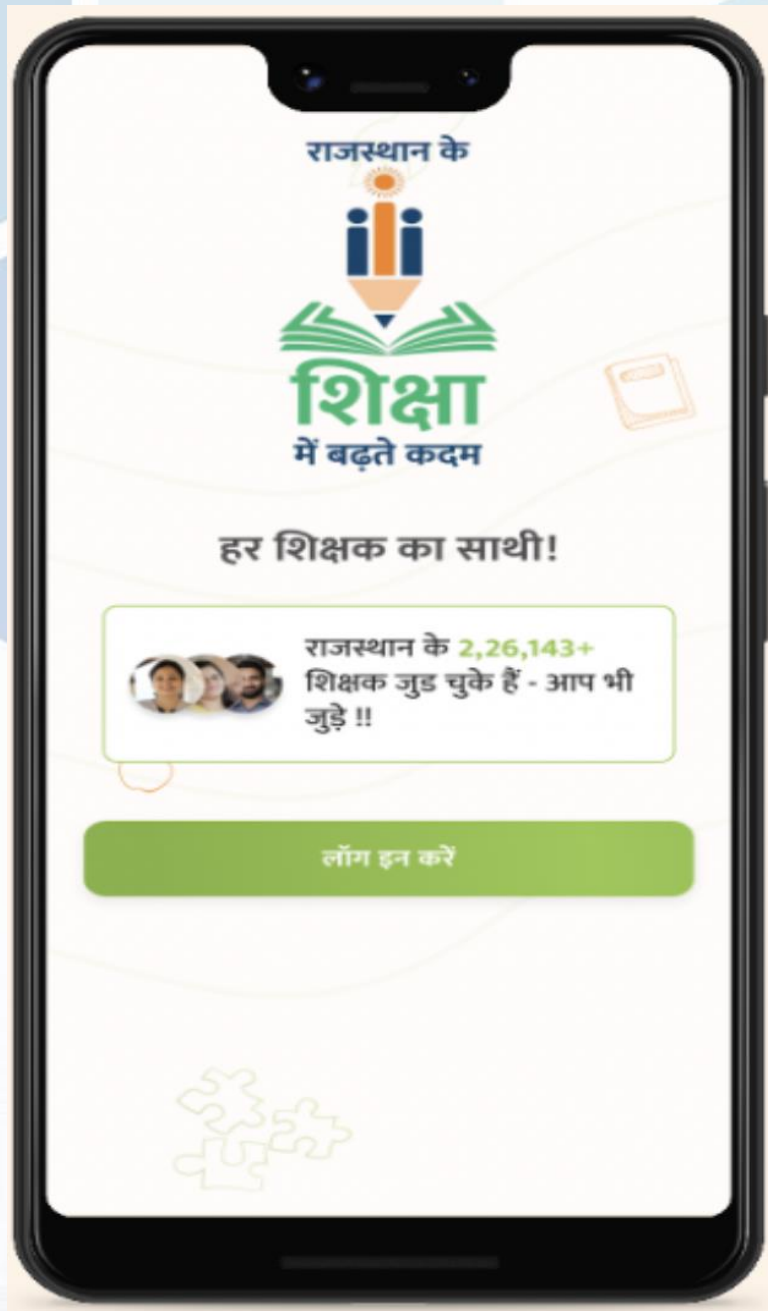 राजस्थान के
शिक्षा
में बढ़ते कदम
हर शिक्षक का साथी!
राजस्थान के 2,26,143+
शिक्षक जुड चुके हैं - आप भी
जुड़े !!
लॉग इन करें